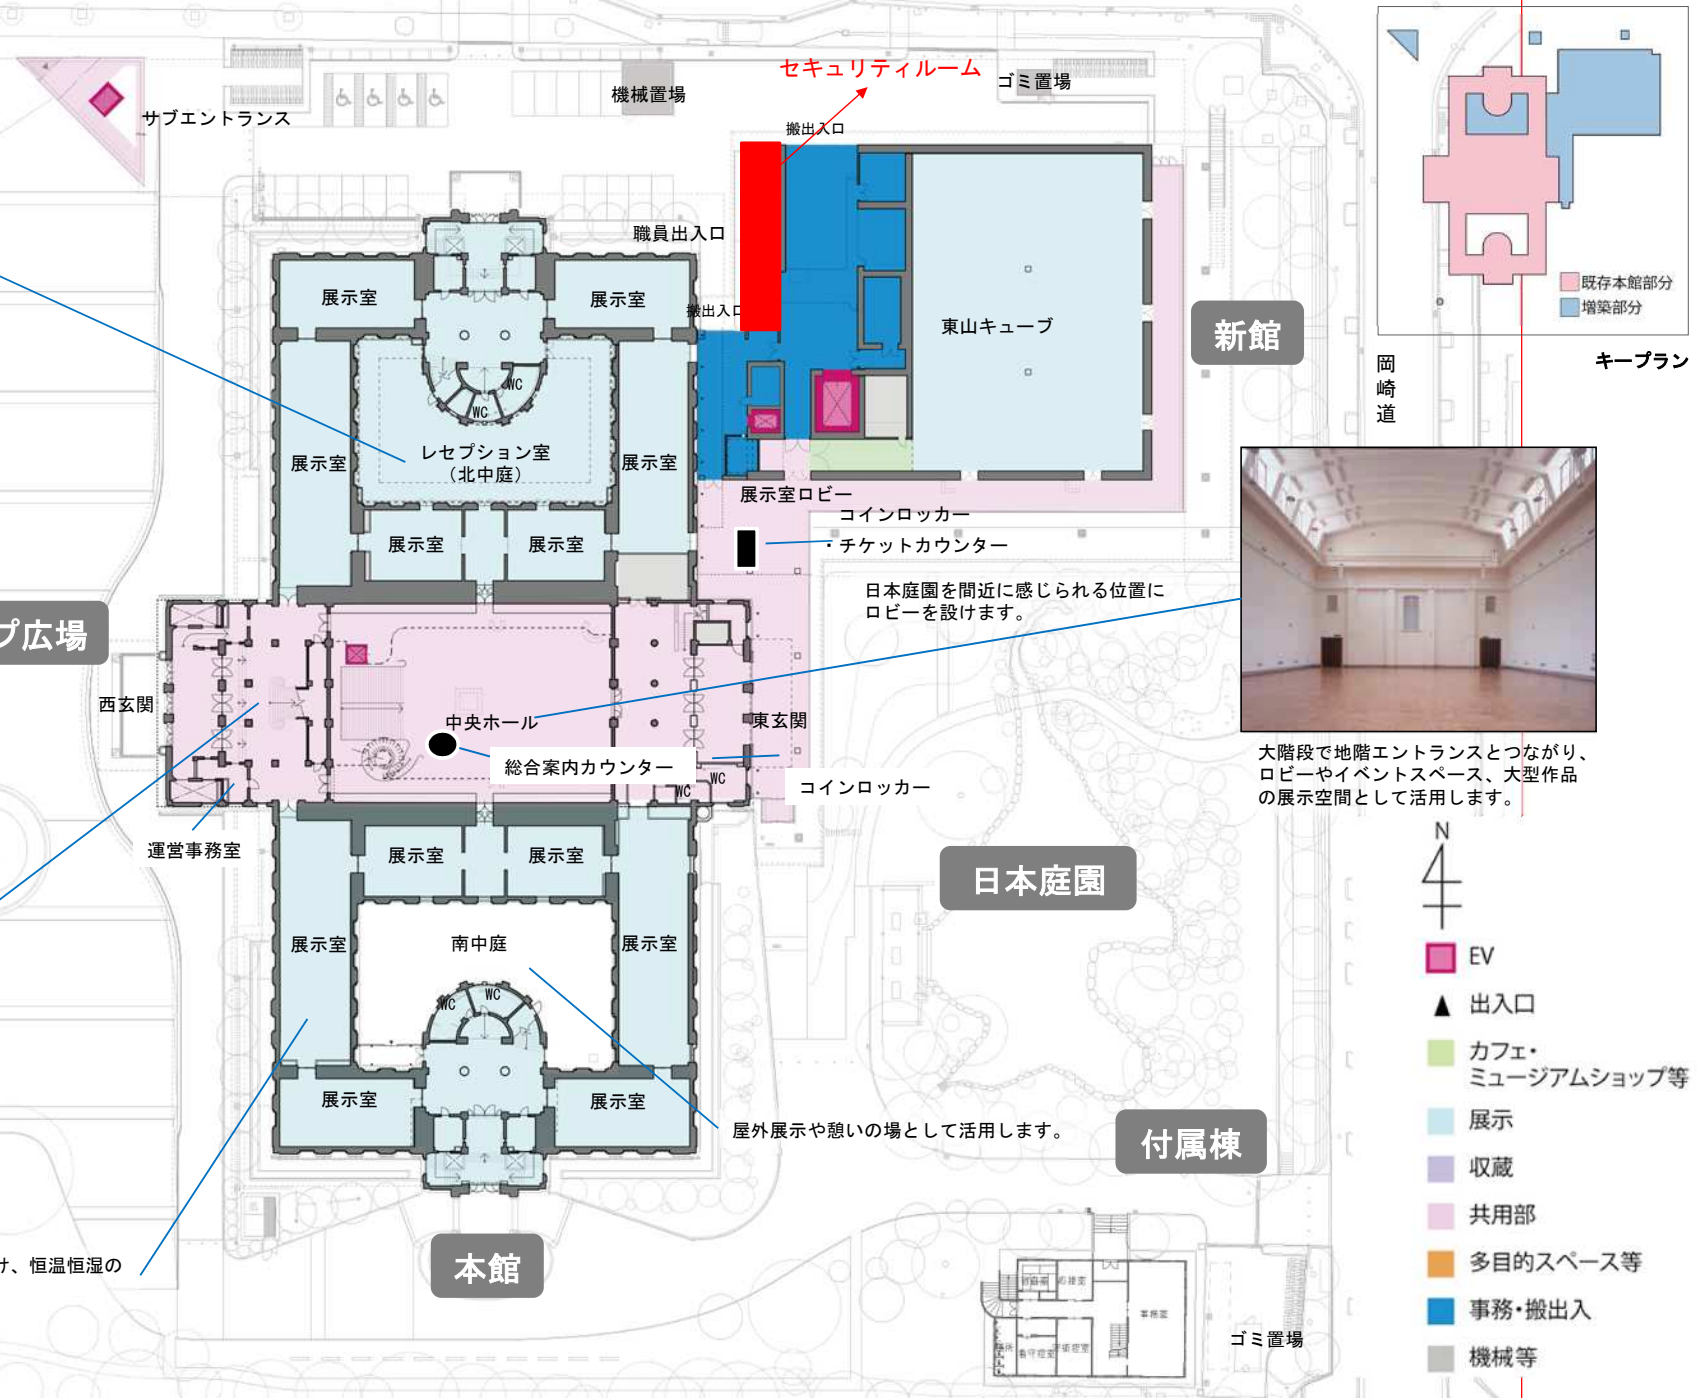 セキュリティルーム
ゴミ置場
機械置場
サブエントランス
搬出入口
職員出入口
展示室
展示室
搬出入口
東山キューブ
新館
既存本館部分
増築部分
キープラン
岡崎道
WC
WC
レセプション室
（北中庭）
展示室
展示室
展示室ロビー
コインロッカー
・チケットカウンター
展示室
展示室
日本庭園を間近に感じられる位置に
ロビーを設けます。
プ広場
西玄関
中央ホール
東玄関
総合案内カウンター
WC
WC
コインロッカー
大階段で地階エントランスとつながり、
ロビーやイベントスペース、大型作品
の展示空間として活用します。
運営事務室
展示室
展示室
日本庭園
展示室
南中庭
展示室
WC
WC
展示室
展示室
屋外展示や憩いの場として活用します。
付属棟
本館
け、恒温恒湿の
事務室
ゴミ置場
N
EV
出入口
カフェ・
ミュージアムショップ等
展示
収蔵
共用部
多目的スペース等
事務・搬出入
機械等